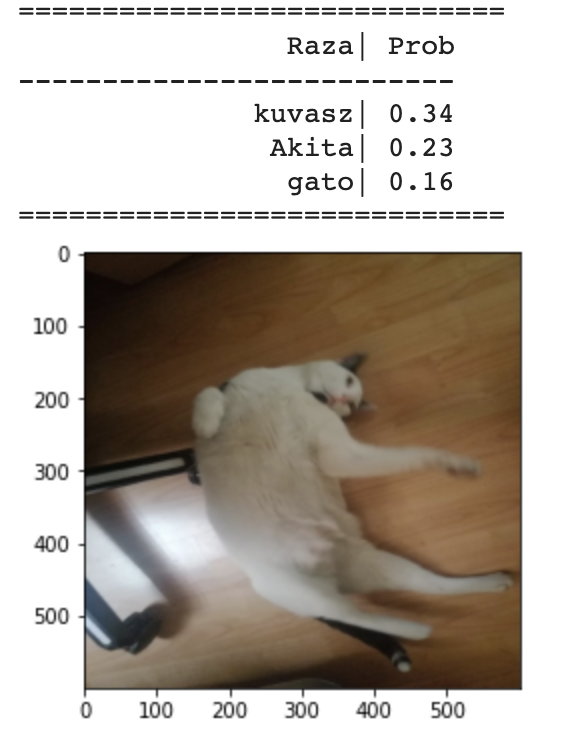 =============================
Raza| Prob
--------------------------
kuvasz| 0.34
Akita| 0.23
gato| 0.16
=============================
0
100
200
300
400
500
0 100 200 300 400 500